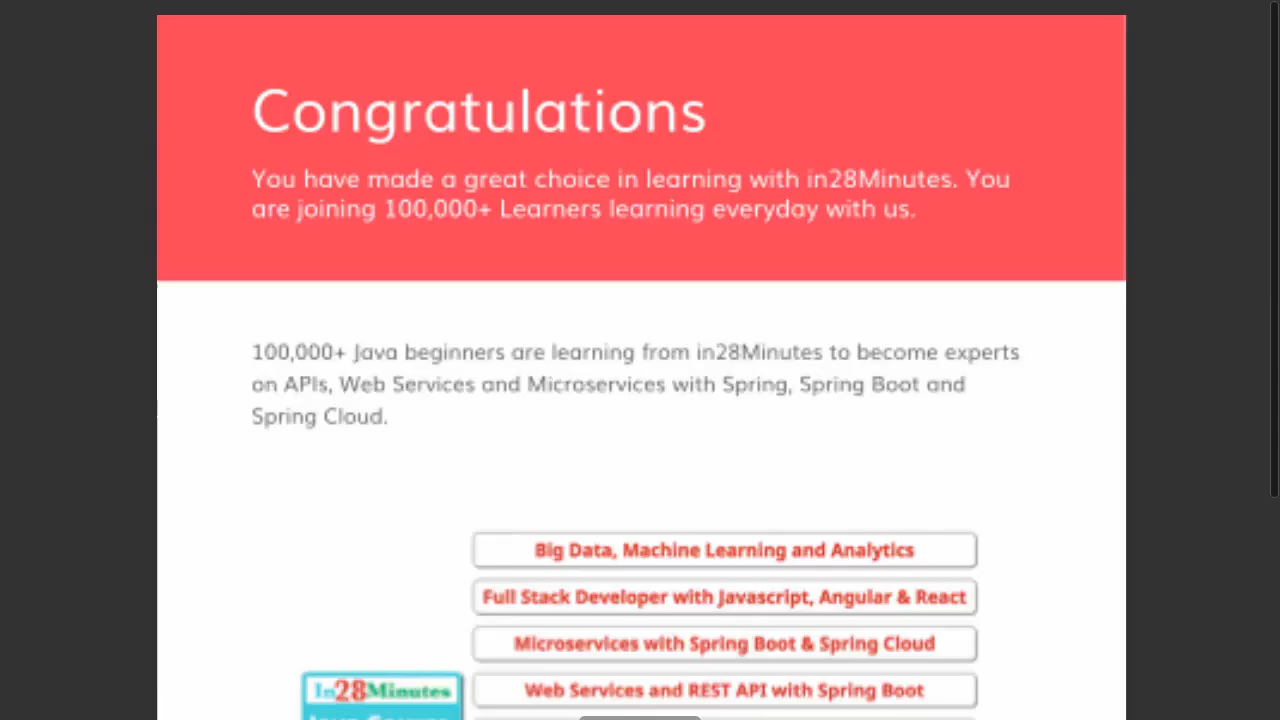 Congratulations
You have made a great choice in learning with in28Minutes. You
are joining 100,000+ Learners learning everyday with us.
100,000+ Java beginners are learning from in28Minutes to become experts
on APIs, Web Services and Microservices with Spring, Spring Boot and
Spring Cloud.
Big Data, Machine Learning and Analytics
Full Stack Developer with Javascript, Angular & React
Microservices with Spring Boot & Spring Cloud
In28Minutes
Web Services and REST API with Spring Boot